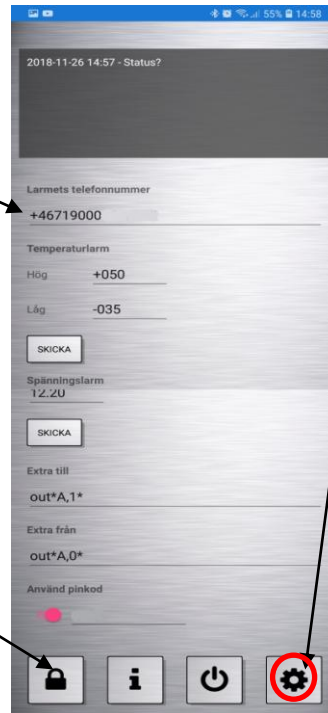 55% 14:58
2018-11-26 14:57 - Status?
Larmets telefonnummer
+46719000
Temperaturlarm
Hög +050
Låg -035
SKICKA
Spänningslarm
12.20
SKICKA
Extra till
out*A,1*
Extra från
out*A,0*
Använd pinkod